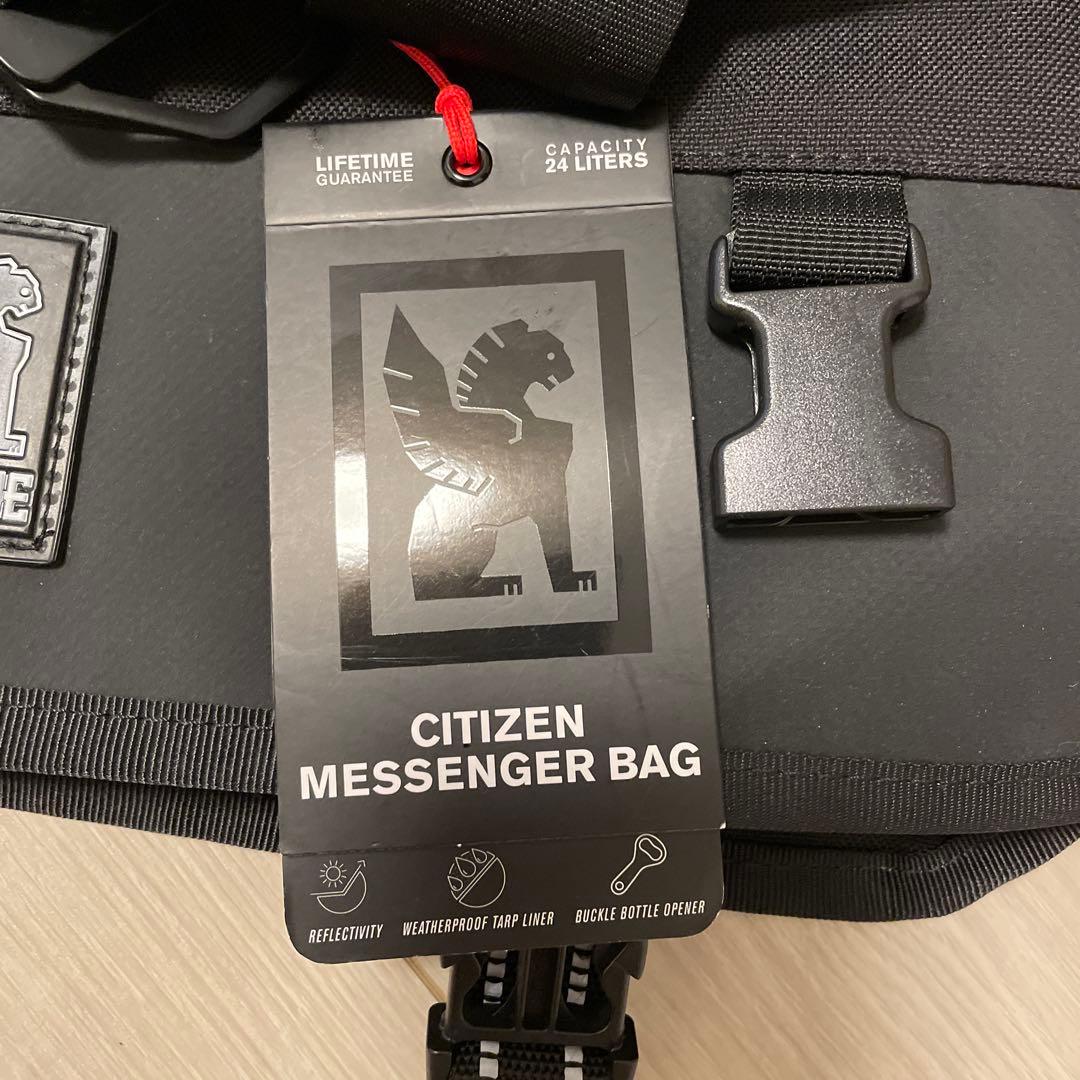 LIFETIME
GUARANTEE
CAPACITY
24 LITERS
CITIZEN
MESSENGER BAG
REFLECTIVITY
WEATHERPROOF TARP LINER
BUCKLE BOTTLE OPENER